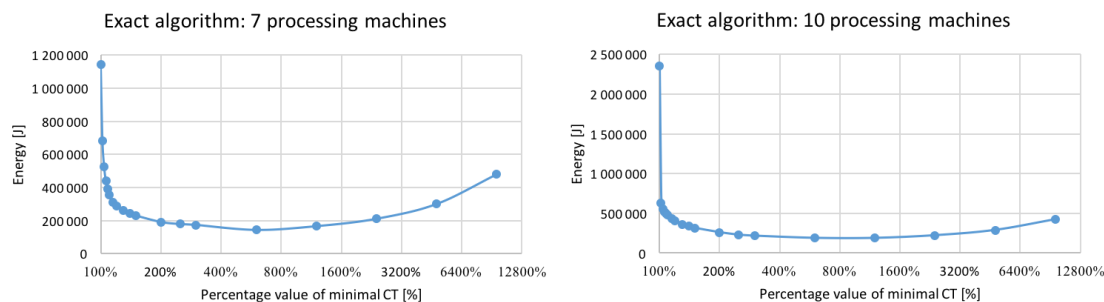 Exact algorithm: 7 processing machines
1 200 000
1 000 000
800 000
600 000
400 000
200 000
0
Energy [J]
100% 200% 400% 800% 1600% 3200% 6400% 12800%
Percentage value of minimal CT [%]
Exact algorithm: 10 processing machines
2 500 000
2 000 000
1 500 000
1 000 000
500 000
0
Energy [J]
100% 200% 400% 800% 1600% 3200% 6400% 12800%
Percentage value of minimal CT [%]